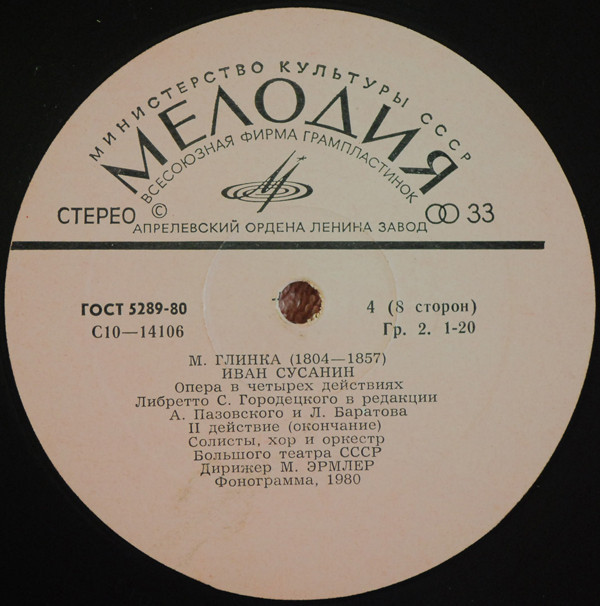 МИНИСТЕРСТВО КУЛЬТУРЫ СССР
МЕЛОДИЯ
ВСЕСОЮЗНАЯ ФИРМА ГРАМПЛАСТИНОК
СТЕРЕО © 33
АПРЕЛЕВСКИЙ ОРДЕНА ЛЕНИНА ЗАВОД
ГОСТ 5289-80 4 (8 сторон)
С10—14106 Гр. 2. 1-20
М. ГЛИНКА (1804—1857)
ИВАН СУСАНИН
Опера в четырех действиях
Либретто С. Городецкого в редакции
А. Пазовского и Л. Баратова
II действие (окончание)
Солисты, хор и оркестр
Большого театра СССР
Дирижер М. ЭРМЛЕР
Фонограмма, 1980